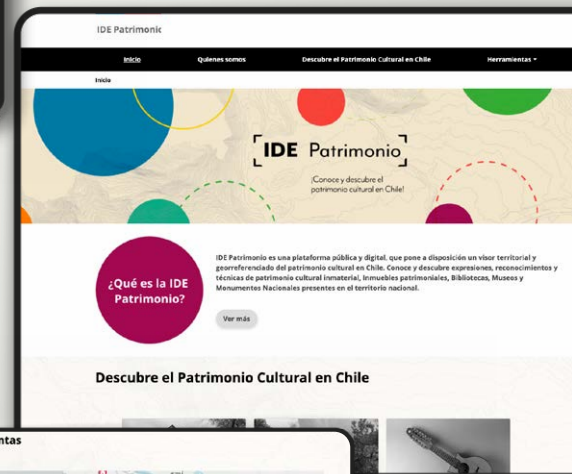 IDE Patrimonic
Inicio Quienes somos Descubre el Patrimonio Cultural en Chile Herramientas
Inicio
IDE Patrimonio
¡Conoce y descubre el
patrimonio cultural en Chile!
¿Qué es la IDE
Patrimonio?
IDE Patrimonio es una plataforma pública y digital, que pone a disposición un visor territorial y
georreferenciado del patrimonio cultural en Chile. Conoce y descubre expresiones, reconocimientos y
técnicas de patrimonio cultural inmaterial, Inmuebles patrimoniales, Bibliotecas, Museos y
Monumentos Nacionales presentes en el territorio nacional.
Ver más
Descubre el Patrimonio Cultural en Chile
ntas